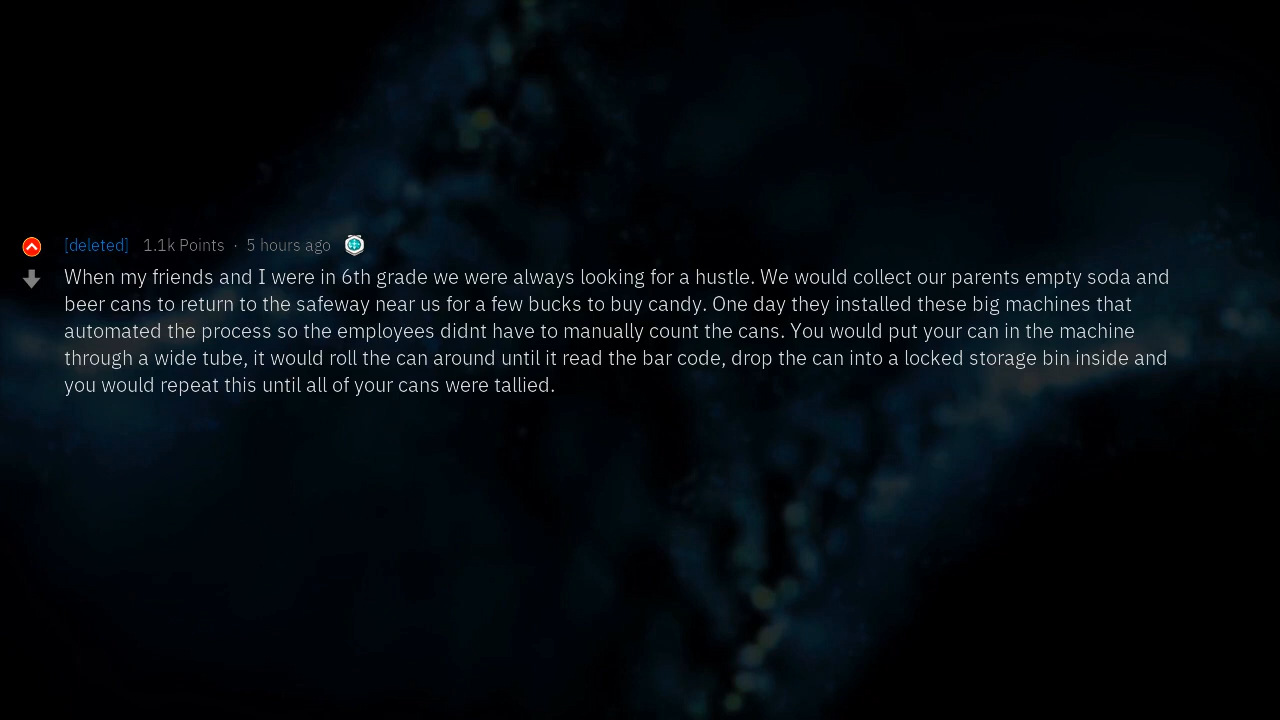 [deleted] 1.1k Points · 5 hours ago
When my friends and I were in 6th grade we were always looking for a hustle. We would collect our parents empty soda and
beer cans to return to the safeway near us for a few bucks to buy candy. One day they installed these big machines that
automated the process so the employees didnt have to manually count the cans. You would put your can in the machine
through a wide tube, it would roll the can around until it read the bar code, drop the can into a locked storage bin inside and
you would repeat this until all of your cans were tallied.